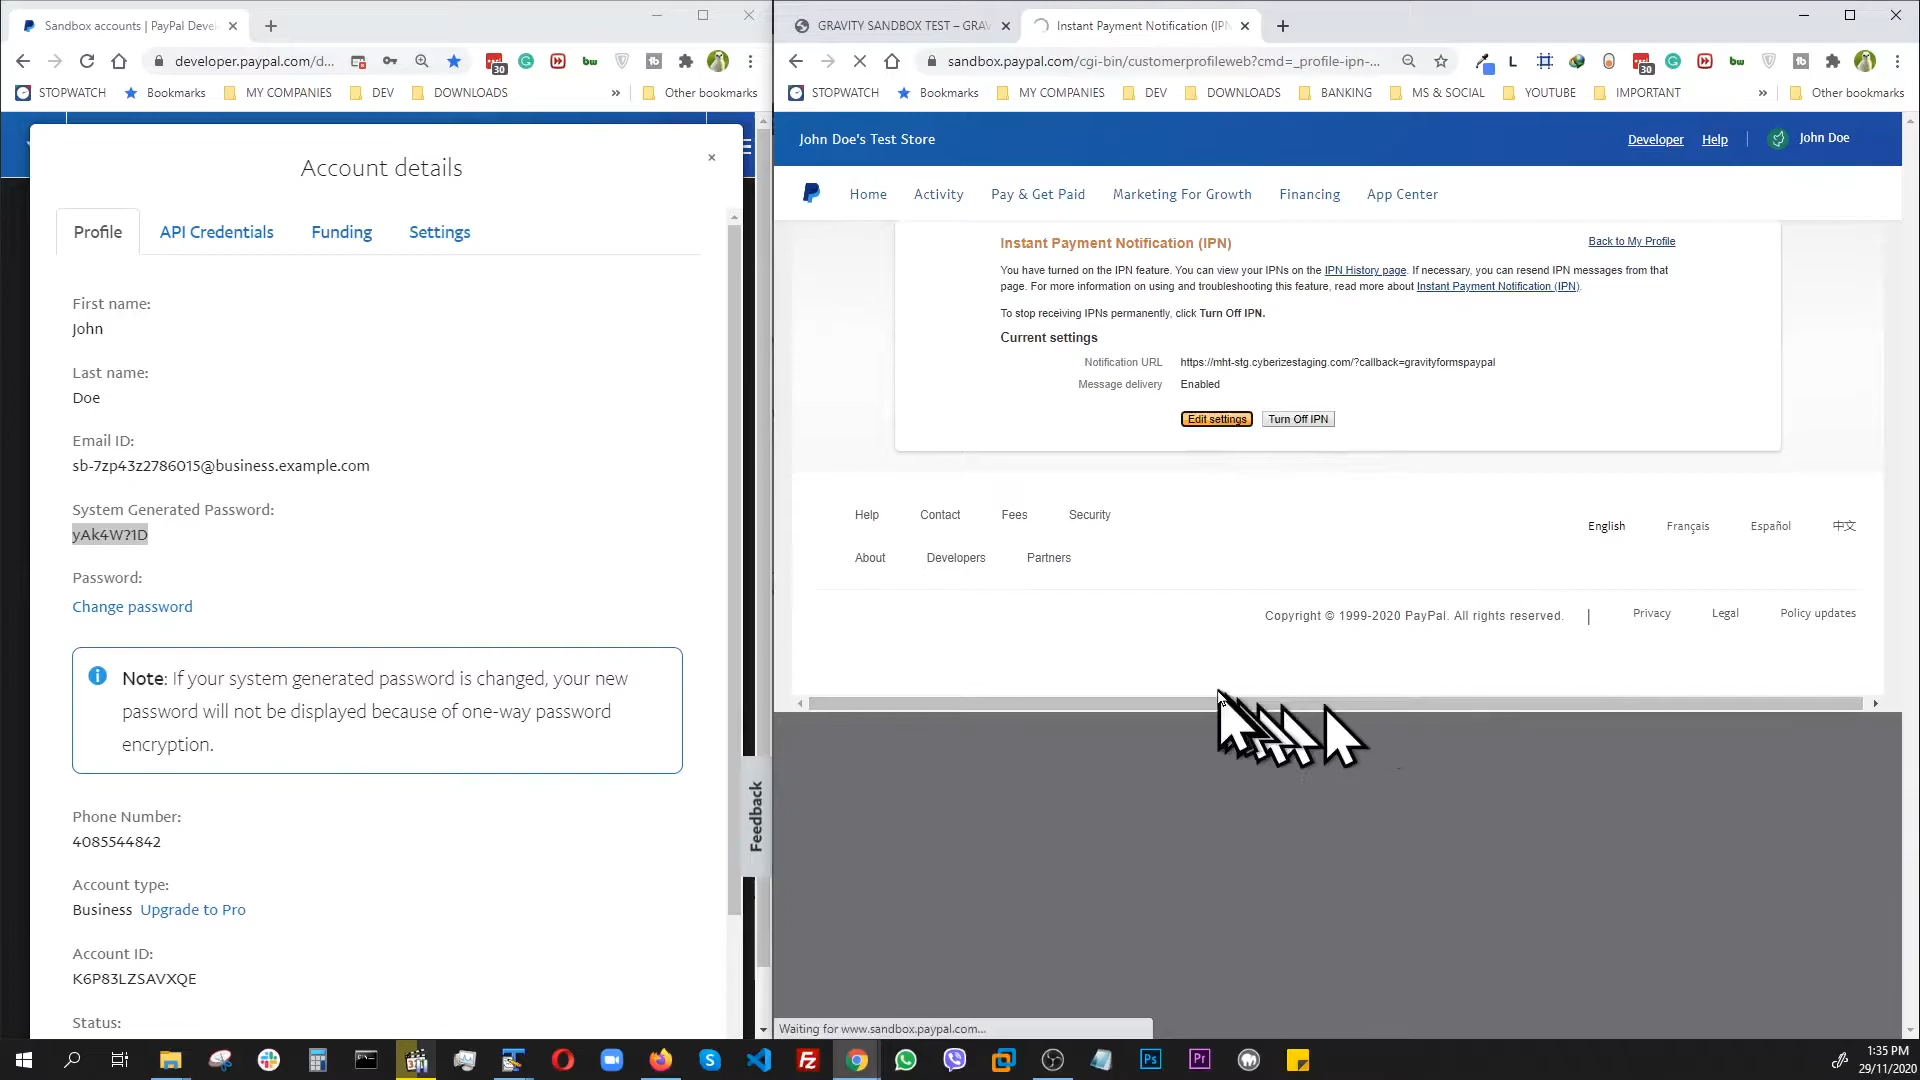 Sandbox accounts | PayPal Devel
developer.paypal.com/d...
30
bw
STOPWATCH
Bookmarks
MY COMPANIES
DEV
DOWNLOADS
»
Other bookmarks
Account details
×
Profile
API Credentials
Funding
Settings
First name:
John
Last name:
Doe
Email ID:
sb-7zp43z2786015@business.example.com
System Generated Password:
yAk4W?1D
Password:
Change password
Note: If your system generated password is changed, your new
password will not be displayed because of one-way password
encryption.
Phone Number:
4085544842
Account type:
Business Upgrade to Pro
Account ID:
K6P83LZSAVXQE
Status:
Feedback
GRAVITY SANDBOX TEST – GRAV
Instant Payment Notification (IPN
sandbox.paypal.com/cgi-bin/customerprofileweb?cmd=_profile-ipn-...
L
30
bw
STOPWATCH
Bookmarks
MY COMPANIES
DEV
DOWNLOADS
BANKING
MS & SOCIAL
YOUTUBE
IMPORTANT
»
Other bookmarks
John Doe's Test Store
Developer
Help
John Doe
Home
Activity
Pay & Get Paid
Marketing For Growth
Financing
App Center
Instant Payment Notification (IPN)
Back to My Profile
You have turned on the IPN feature. You can view your IPNs on the IPN History page. If necessary, you can resend IPN messages from that
page. For more information on using and troubleshooting this feature, read more about Instant Payment Notification (IPN).
To stop receiving IPNs permanently, click Turn Off IPN.
Current settings
Notification URL https://mht-stg.cyberizestaging.com/?callback=gravityformspaypal
Message delivery Enabled
Edit settings
Turn Off IPN
Help
Contact
Fees
Security
English
Français
Español
中文
About
Developers
Partners
Copyright © 1999-2020 PayPal. All rights reserved.
Privacy
Legal
Policy updates
Waiting for www.sandbox.paypal.com...
Ps
Pr
1:35 PM
29/11/2020